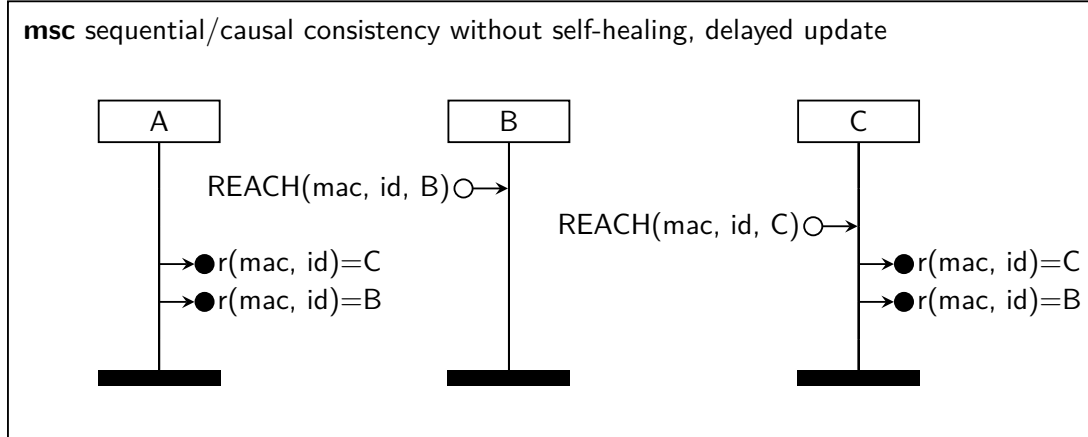 msc sequential/causal consistency without self-healing, delayed update
A B C
REACH(mac, id, B)
REACH(mac, id, C)
r(mac, id)=C r(mac, id)=C
r(mac, id)=B r(mac, id)=B